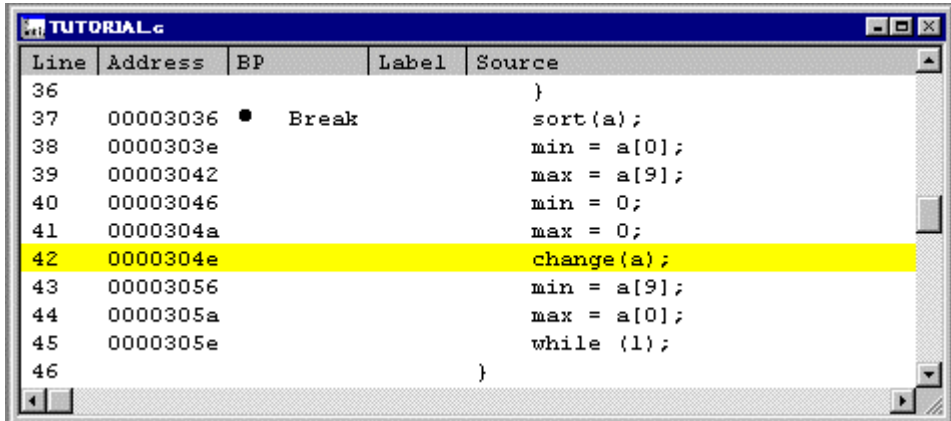 TUTORIAL.c
Line Address BP Label Source
36 }
37 00003036 ● Break sort(a);
38 0000303e min = a[0];
39 00003042 max = a[9];
40 00003046 min = 0;
41 0000304a max = 0;
42 0000304e change(a);
43 00003056 min = a[9];
44 0000305a max = a[0];
45 0000305e while (1);
46 }